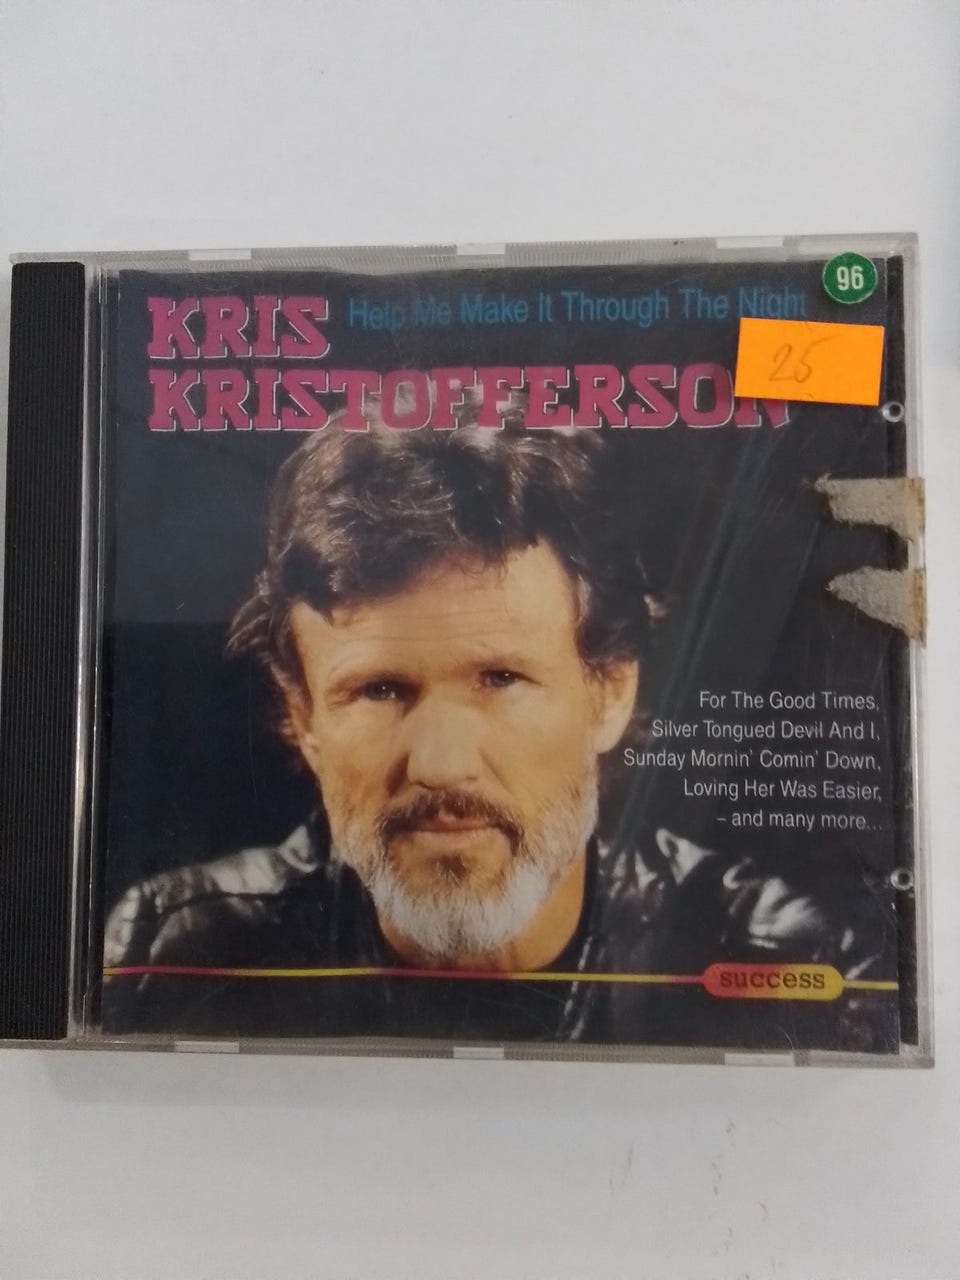 96
KRIS Help Me Make It Through The Night
25
KRISTOFFERSON
For The Good Times,
Silver Tongued Devil And I,
Sunday Mornin' Comin' Down,
Loving Her Was Easier,
– and many more...
success